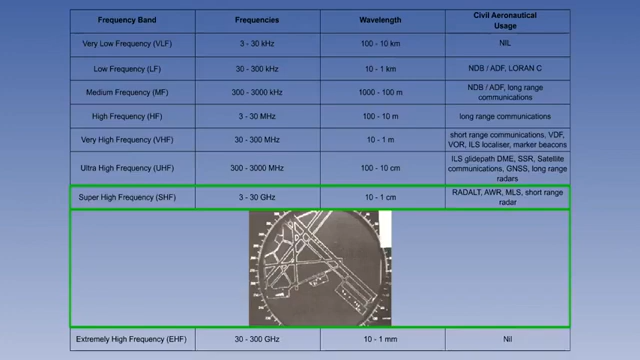 Frequency Band Frequencies Wavelength Civil Aeronautical
Usage
Very Low Frequency (VLF) 3 - 30 kHz 100 - 10 km NIL
Low Frequency (LF) 30 - 300 kHz 10 - 1 km NDB / ADF, LORAN C
Medium Frequency (MF) 300 - 3000 kHz 1000 - 100 m NDB / ADF, long range
communications
High Frequency (HF) 3 - 30 MHz 100 - 10 m long range communications
Very High Frequency (VHF) 30 - 300 MHz 10 - 1 m short range communications, VDF,
VOR, ILS localiser, marker beacons
Ultra High Frequency (UHF) 300 - 3000 MHz 100 - 10 cm ILS glidepath DME, SSR, Satellite
communications, GNSS, long range
radars
Super High Frequency (SHF) 3 - 30 GHz 10 - 1 cm RADALT, AWR, MLS, short range
radar
Extremely High Frequency (EHF) 30 - 300 GHz 10 - 1 mm Nil